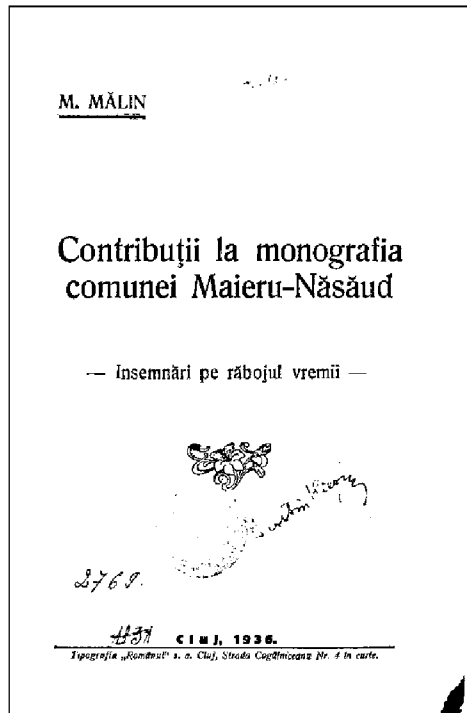 M. MĂLIN
Contribuţii la monografia
comunei Maieru-Năsăud
— Insemnări pe răbojul vremii —
2769.
Cluj, 1936.
Tipografia „Românul” s. a. Cluj, Strada Cogălniceanu Nr. 4 în curte.